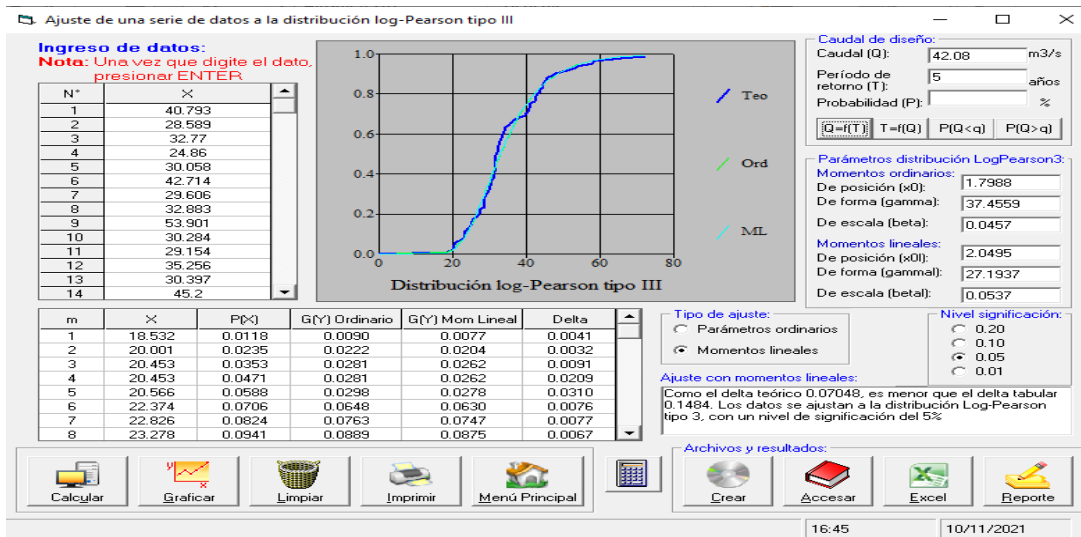 Ajuste de una serie de datos a la distribución log-Pearson tipo III
Ingreso de datos:
Nota: Una vez que digite el dato,
presionar ENTER
N° X
1 40.793
2 28.589
3 32.77
4 24.86
5 30.058
6 42.714
7 29.606
8 32.883
9 53.901
10 30.284
11 29.154
12 35.256
13 30.397
14 45.2
1.0
0.8
0.6
0.4
0.2
0.0
0 20 40 60 80
Distribución log-Pearson tipo III
Teo
Ord
ML
Caudal de diseño:
Caudal (Q): 42.08 m3/s
Período de
retorno (T): 5 años
Probabilidad (P): %
Q=f(T) T=f(Q) P(Q<q) P(Q>q)
Parámetros distribución LogPearson3:
Momentos ordinarios:
De posición (x0): 1.7988
De forma (gamma): 37.4559
De escala (beta): 0.0457
Momentos lineales:
De posición (x0l): 2.0495
De forma (gammal): 27.1937
De escala (betal): 0.0537
m X P(X) G(Y) Ordinario G(Y) Mom Lineal Delta
1 18.532 0.0118 0.0090 0.0077 0.0041
2 20.001 0.0235 0.0222 0.0204 0.0032
3 20.453 0.0353 0.0281 0.0262 0.0091
4 20.453 0.0471 0.0281 0.0262 0.0209
5 20.566 0.0588 0.0298 0.0278 0.0310
6 22.374 0.0706 0.0648 0.0630 0.0076
7 22.826 0.0824 0.0763 0.0747 0.0077
8 23.278 0.0941 0.0889 0.0875 0.0067
Tipo de ajuste:
Parámetros ordinarios
Momentos lineales
Nivel significación:
0.20
0.10
0.05
0.01
Ajuste con momentos lineales:
Como el delta teórico 0.07048, es menor que el delta tabular
0.1484. Los datos se ajustan a la distribución Log-Pearson
tipo 3, con un nivel de significación del 5%
Calcular
Graficar
Limpiar
Imprimir
Menú Principal
Archivos y resultados:
Crear
Accesar
Excel
Reporte
16:45 10/11/2021